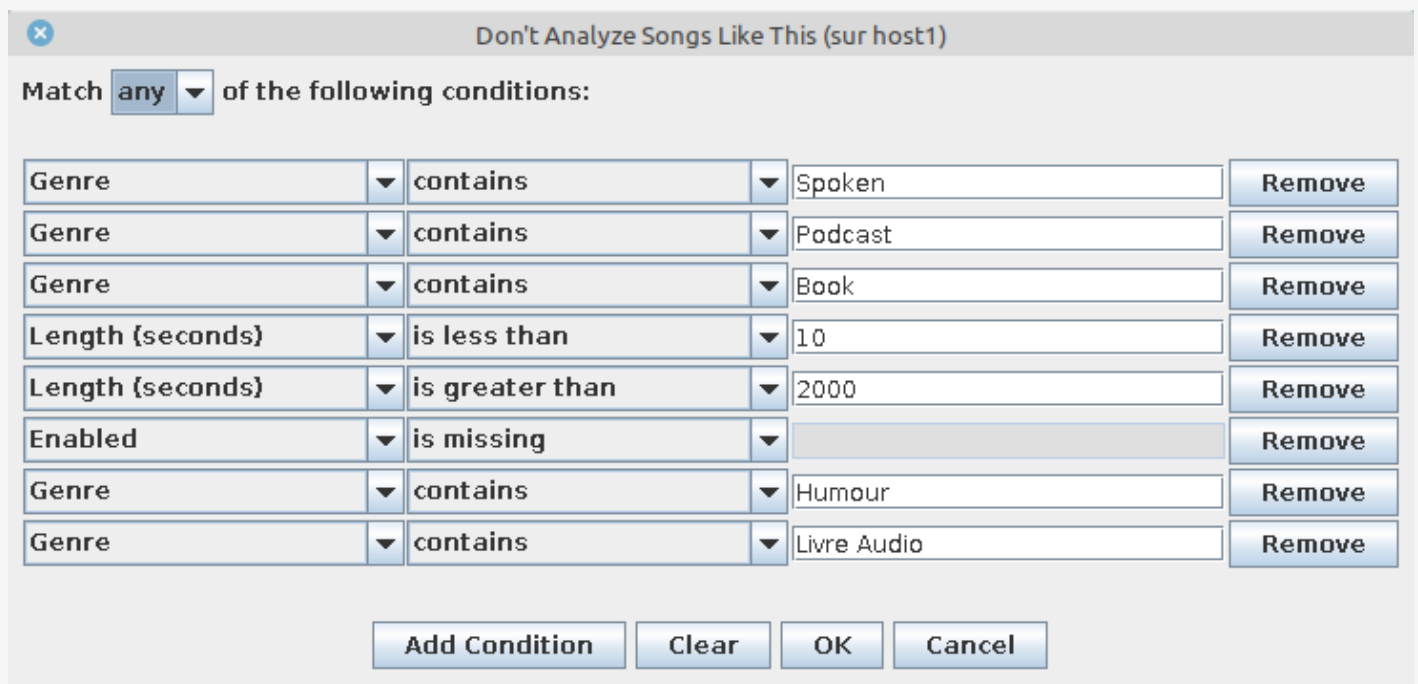 Don't Analyze Songs Like This (sur host1)
Match any of the following conditions:
Genre contains Spoken Remove
Genre contains Podcast Remove
Genre contains Book Remove
Length (seconds) is less than 10 Remove
Length (seconds) is greater than 2000 Remove
Enabled is missing Remove
Genre contains Humour Remove
Genre contains Livre Audio Remove
Add Condition Clear OK Cancel